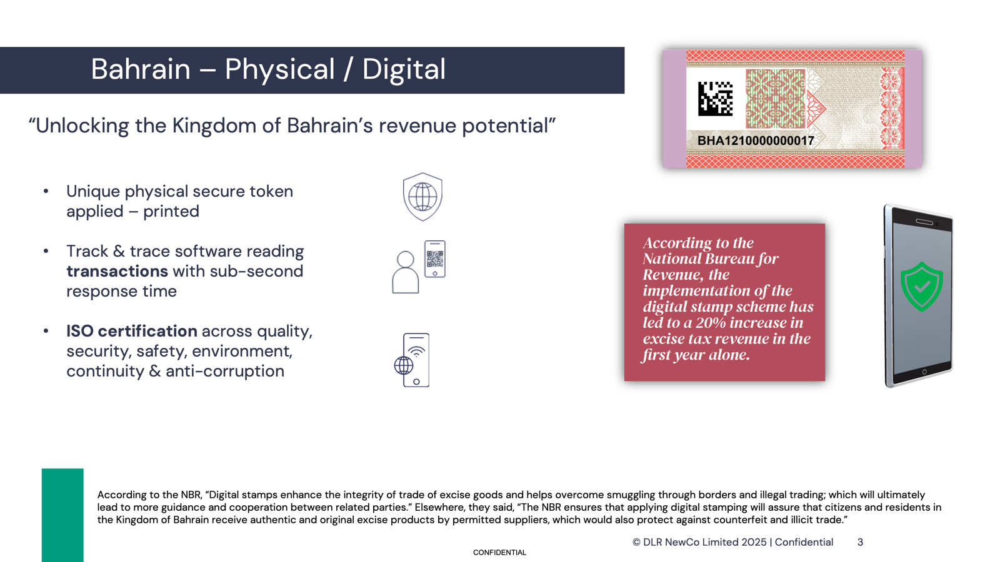 Bahrain – Physical / Digital
“Unlocking the Kingdom of Bahrain’s revenue potential”
• Unique physical secure token
applied – printed
• Track & trace software reading
transactions with sub-second
response time
• ISO certification across quality,
security, safety, environment,
continuity & anti-corruption
BHA1210000000017
According to the
National Bureau for
Revenue, the
implementation of the
digital stamp scheme has
led to a 20% increase in
excise tax revenue in the
first year alone.
According to the NBR, “Digital stamps enhance the integrity of trade of excise goods and helps overcome smuggling through borders and illegal trading; which will ultimately
lead to more guidance and cooperation between related parties.” Elsewhere, they said, “The NBR ensures that applying digital stamping will assure that citizens and residents in
the Kingdom of Bahrain receive authentic and original excise products by permitted suppliers, which would also protect against counterfeit and illicit trade.”
© DLR NewCo Limited 2025 | Confidential 3
CONFIDENTIAL